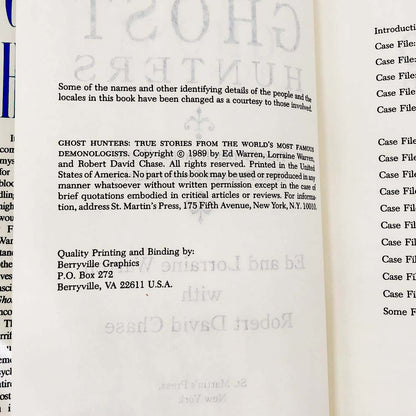 Some of the names and other identifying details of the people and the
locales in this book have been changed as a courtesy to those involved.
GHOST HUNTERS: TRUE STORIES FROM THE WORLD'S MOST FAMOUS
DEMONOLOGISTS. Copyright © 1989 by Ed Warren, Lorraine Warren,
and Robert David Chase. All rights reserved. Printed in the United
States of America. No part of this book may be used or reproduced in any
manner whatsoever without written permission except in the case of
brief quotations embodied in critical articles or reviews. For informa-
tion, address St. Martin's Press, 175 Fifth Avenue, New York, N.Y. 10010.
Quality Printing and Binding by:
Berryville Graphics
P.O. Box 272
Berryville, VA 22611 U.S.A.
GHOST
HUNTERS
Ed and Lorraine
with
Robert David Chase
St. Martin's Press
New York
Case File:
Case File:
Case File:
Case File:
Case File
Case File
Case File
Case File
Case File
Case File
Case File
Case File
Case File
Case File
Some F